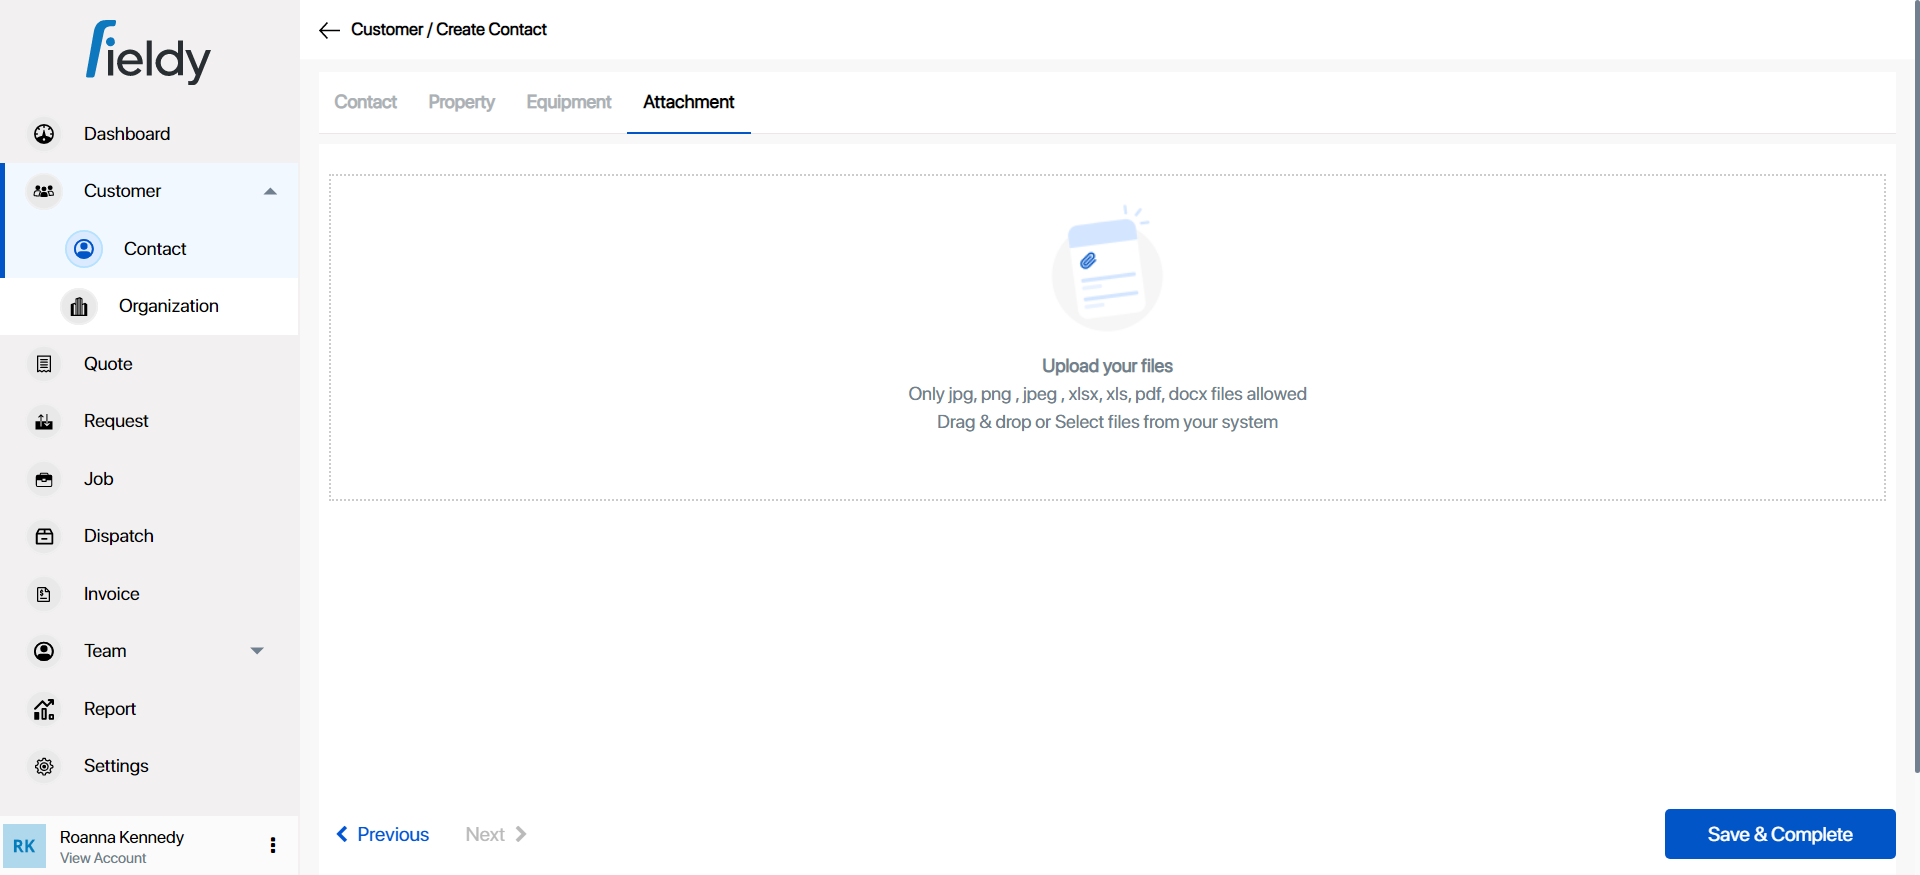 fieldy
Dashboard
Customer
Contact
Organization
Quote
Request
Job
Dispatch
Invoice
Team
Report
Settings
RK
Roanna Kennedy
View Account
Customer / Create Contact
Contact Property Equipment Attachment
Upload your files
Only jpg, png , jpeg , xlsx, xls, pdf, docx files allowed
Drag & drop or Select files from your system
Previous Next
Save & Complete